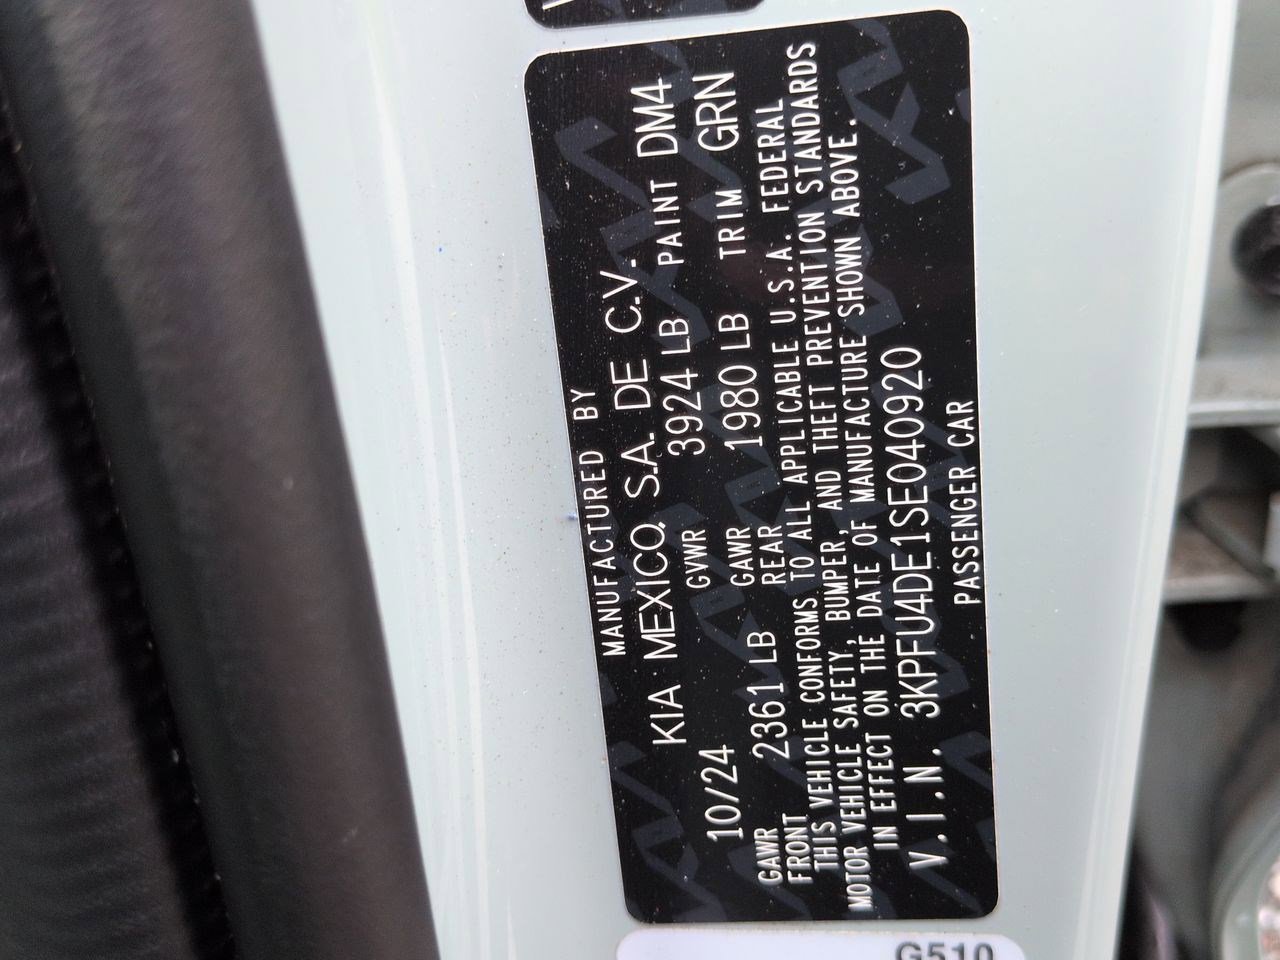 MANUFACTURED BY
KIA MEXICO, S.A. DE C.V.
10/24 GVWR 3924 LB PAINT DM4
GAWR FRONT 2361 LB GAWR REAR 1980 LB TRIM GRN
THIS VEHICLE CONFORMS TO ALL APPLICABLE U.S.A. FEDERAL
MOTOR VEHICLE SAFETY, BUMPER, AND THEFT PREVENTION STANDARDS
IN EFFECT ON THE DATE OF MANUFACTURE SHOWN ABOVE.
V.I.N. 3KPFU4DE1SE040920
PASSENGER CAR
G510